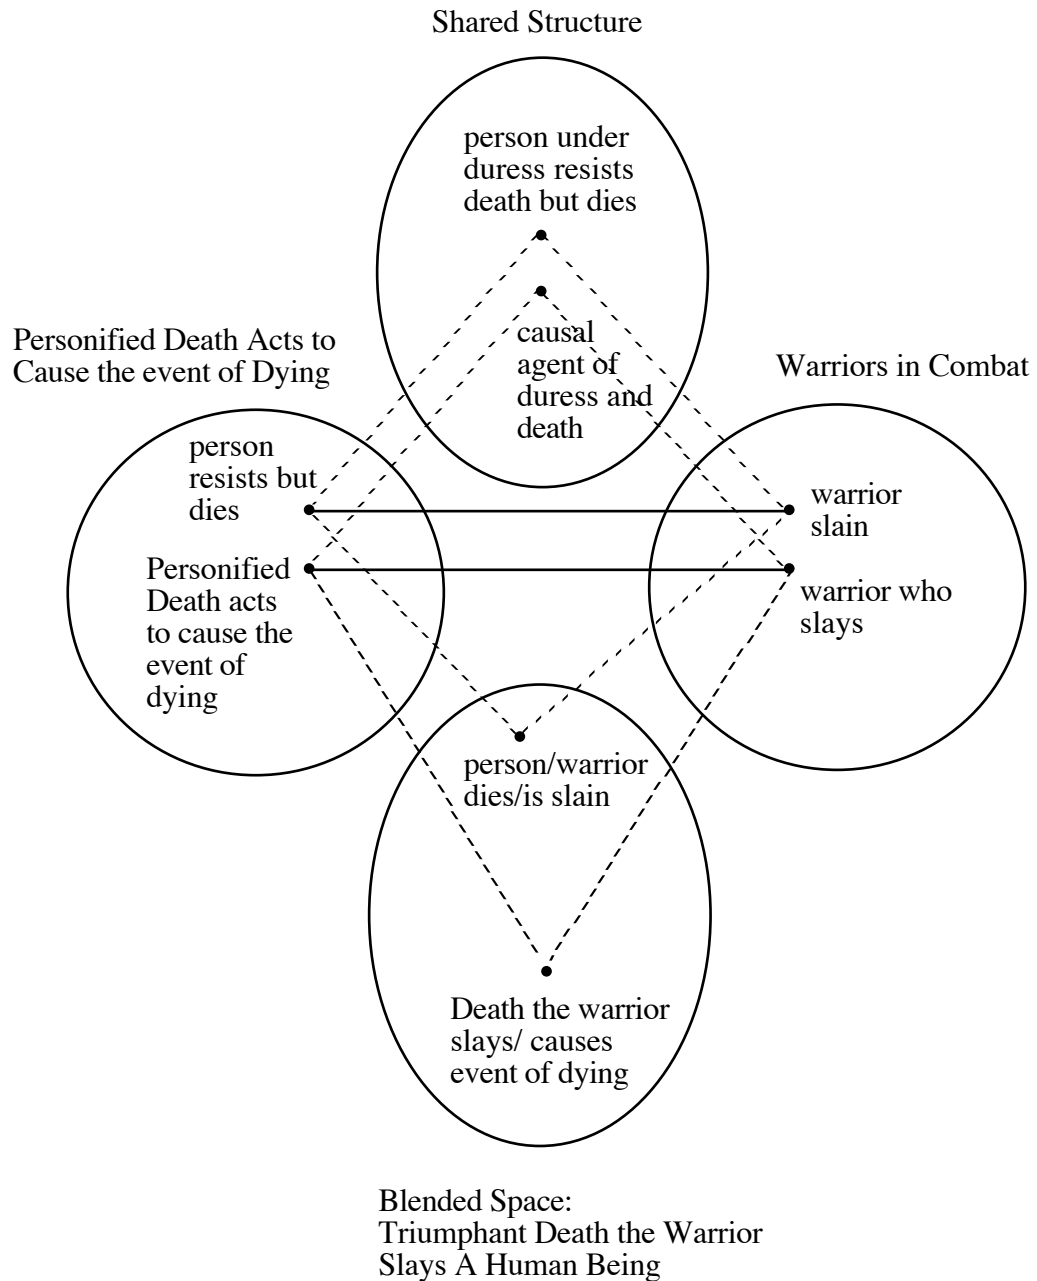 Shared Structure
person under
duress resists
death but dies
causal
agent of
duress and
death
Personified Death Acts to
Cause the event of Dying
person
resists but
dies
Personified
Death acts
to cause the
event of
dying
Warriors in Combat
warrior
slain
warrior who
slays
person/warrior
dies/is slain
Death the warrior
slays/ causes
event of dying
Blended Space:
Triumphant Death the Warrior
Slays A Human Being